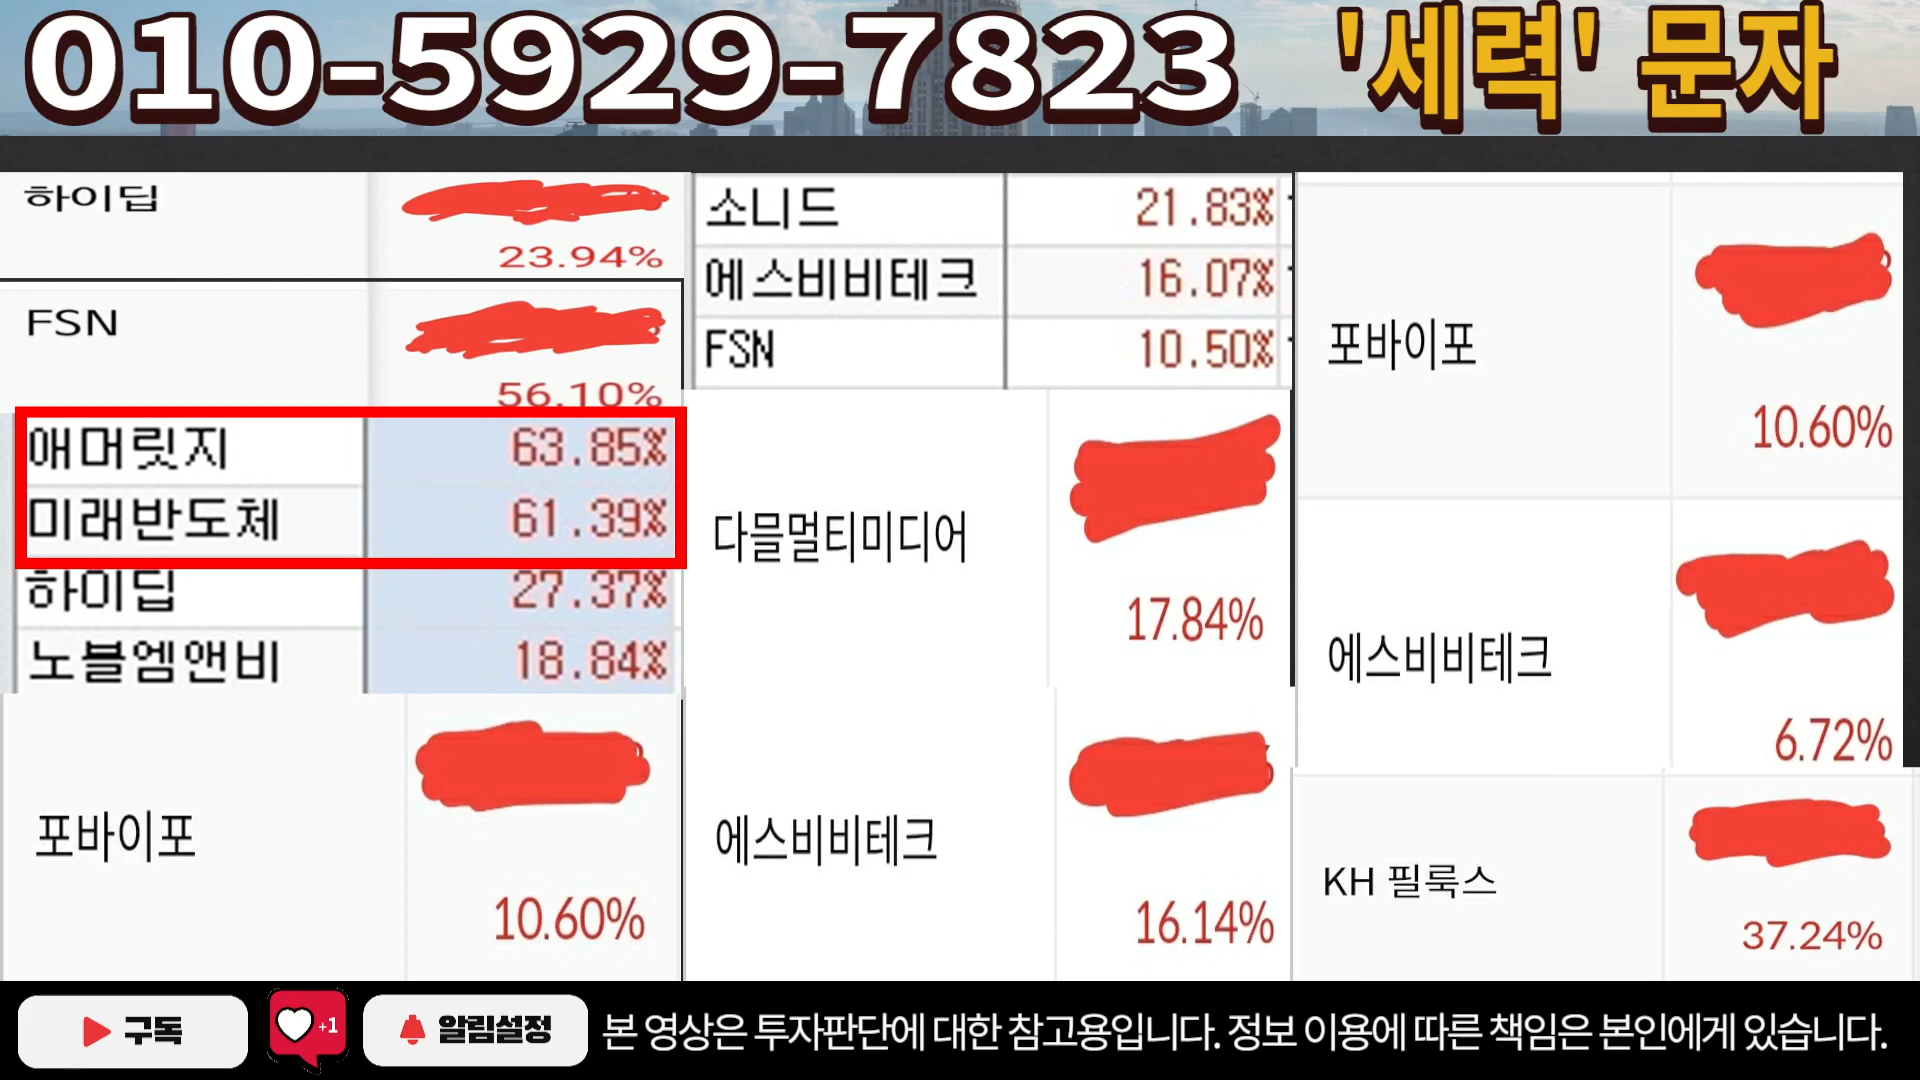 010-5929-7823 '세력' 문자
하이딥
23.94%
FSN
56.10%
애머릿지 63.85%
미래반도체 61.39%
하이딥 27.37%
노블엠앤비 18.84%
포바이포
10.60%
소니드 21.83%
에스비비테크 16.07%
FSN 10.50%
다믈멀티미디어
17.84%
에스비비테크
16.14%
포바이포
10.60%
에스비비테크
6.72%
KH 필룩스
37.24%
구독 +1 알림설정 본 영상은 투자판단에 대한 참고용입니다. 정보 이용에 따른 책임은 본인에게 있습니다.